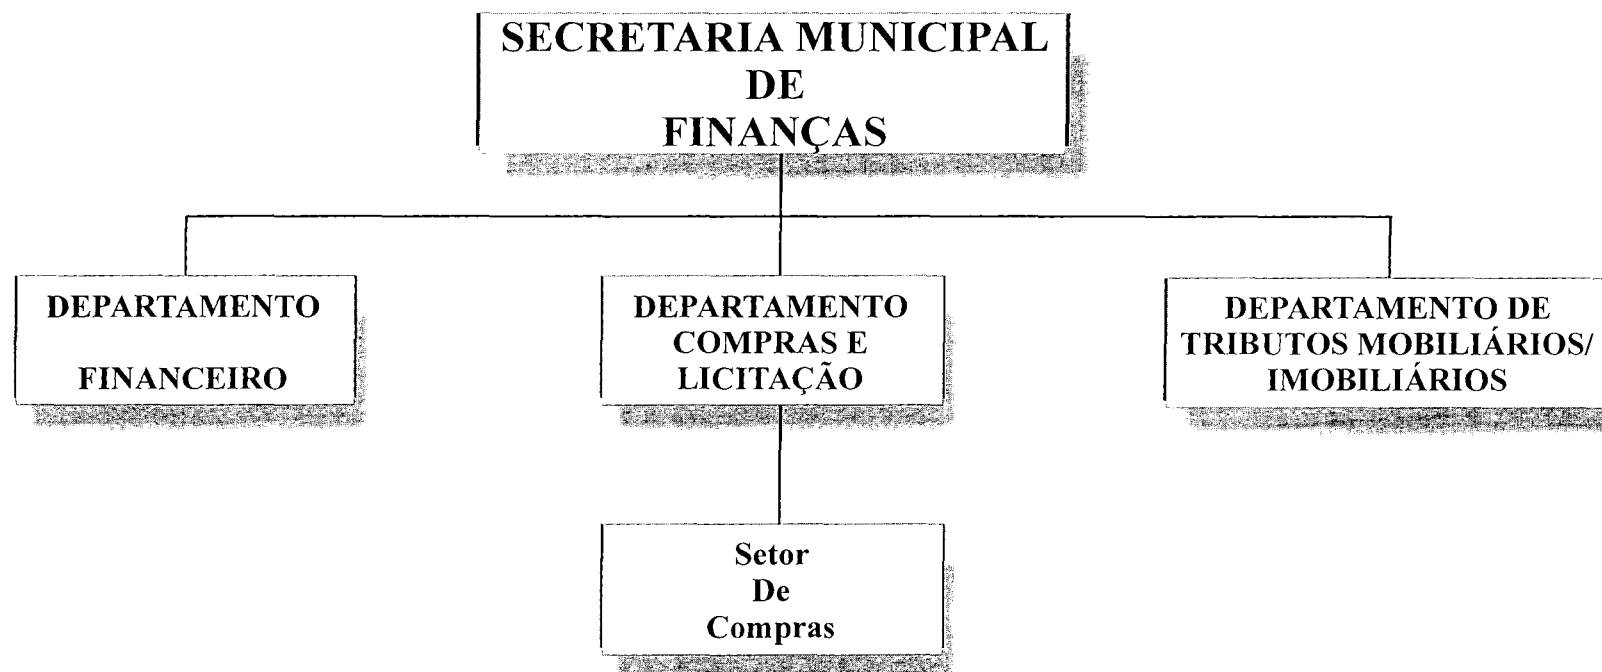 SECRETARIA MUNICIPAL
DE
FINANÇAS
DEPARTAMENTO
FINANCEIRO
DEPARTAMENTO
COMPRAS E
LICITAÇÃO
DEPARTAMENTO DE
TRIBUTOS MOBILIÁRIOS/
IMOBILIÁRIOS
Setor
De
Compras